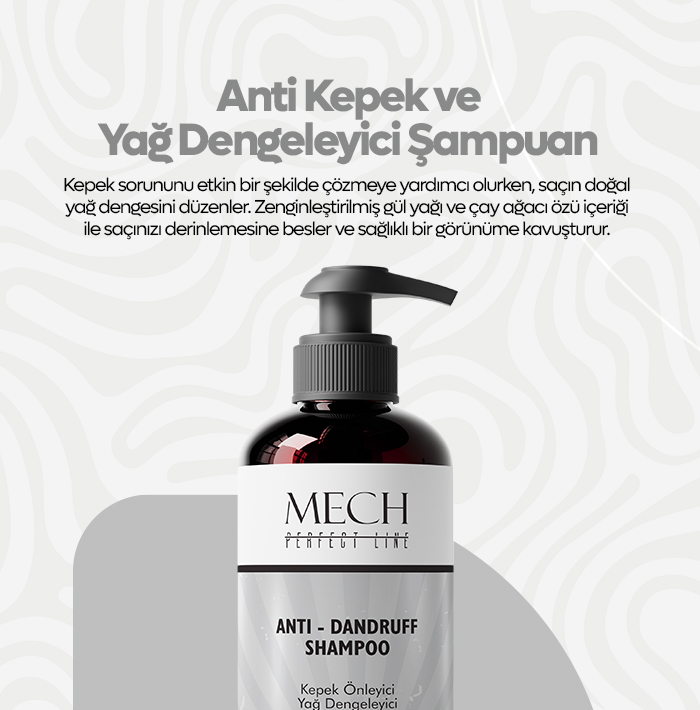 Anti Kepek ve
Yağ Dengeleyici Şampuan
Kepek sorununu etkin bir şekilde çözmeye yardımcı olurken, saçın doğal
yağ dengesini düzenler. Zenginleştirilmiş gül yağı ve çay ağacı özü içeriği
ile saçınızı derinlemesine besler ve sağlıklı bir görünüme kavuşturur.
MECH
PERFECT LINE
ANTI - DANDRUFF
SHAMPOO
Kepek Önleyici
Yağ Dengeleyici